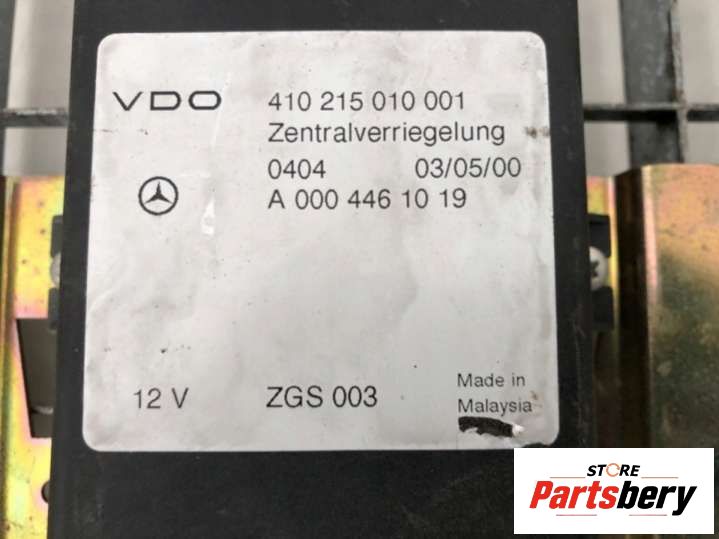 VDO 410 215 010 001
Zentralverriegelung
0404 03/05/00
A 000 446 10 19
12 V ZGS 003 Made in
Malaysia
STORE
Partsbery